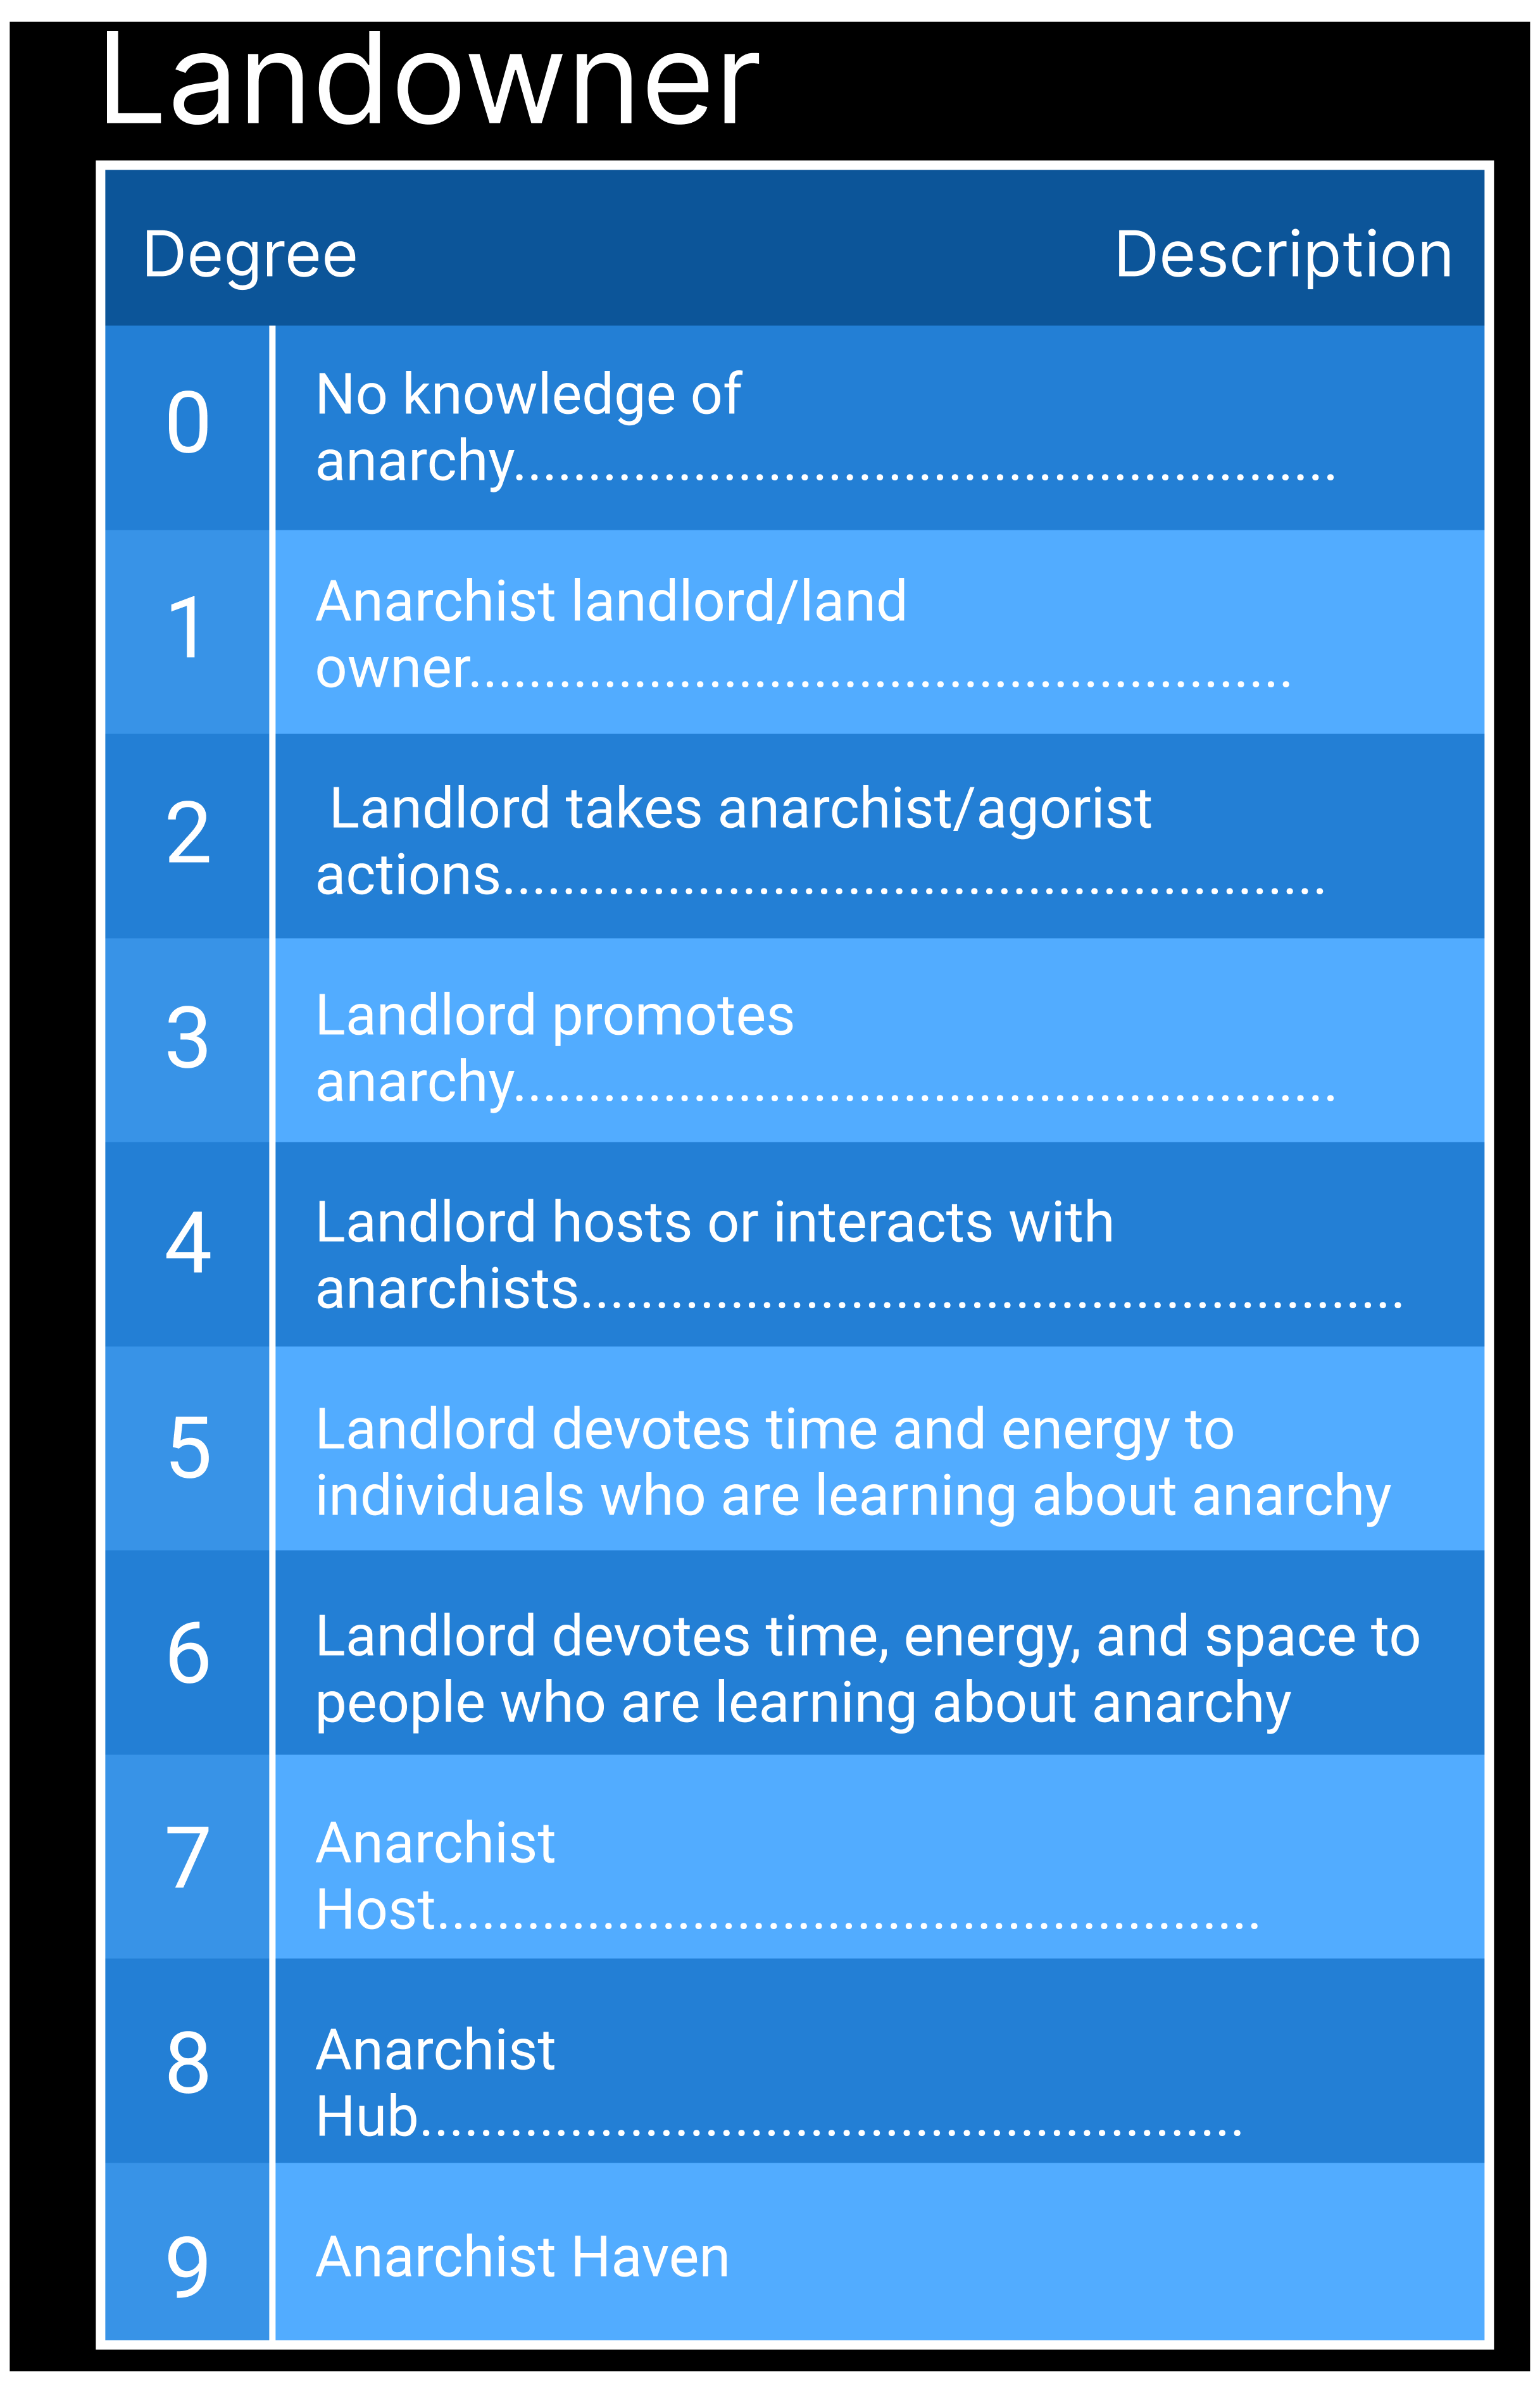 Landowner
Degree Description
0 No knowledge of
anarchy.......................................................
1 Anarchist landlord/land
owner.......................................................
2 Landlord takes anarchist/agorist
actions.......................................................
3 Landlord promotes
anarchy.......................................................
4 Landlord hosts or interacts with
anarchists.......................................................
5 Landlord devotes time and energy to
individuals who are learning about anarchy
6 Landlord devotes time, energy, and space to
people who are learning about anarchy
7 Anarchist
Host.......................................................
8 Anarchist
Hub.......................................................
9 Anarchist Haven